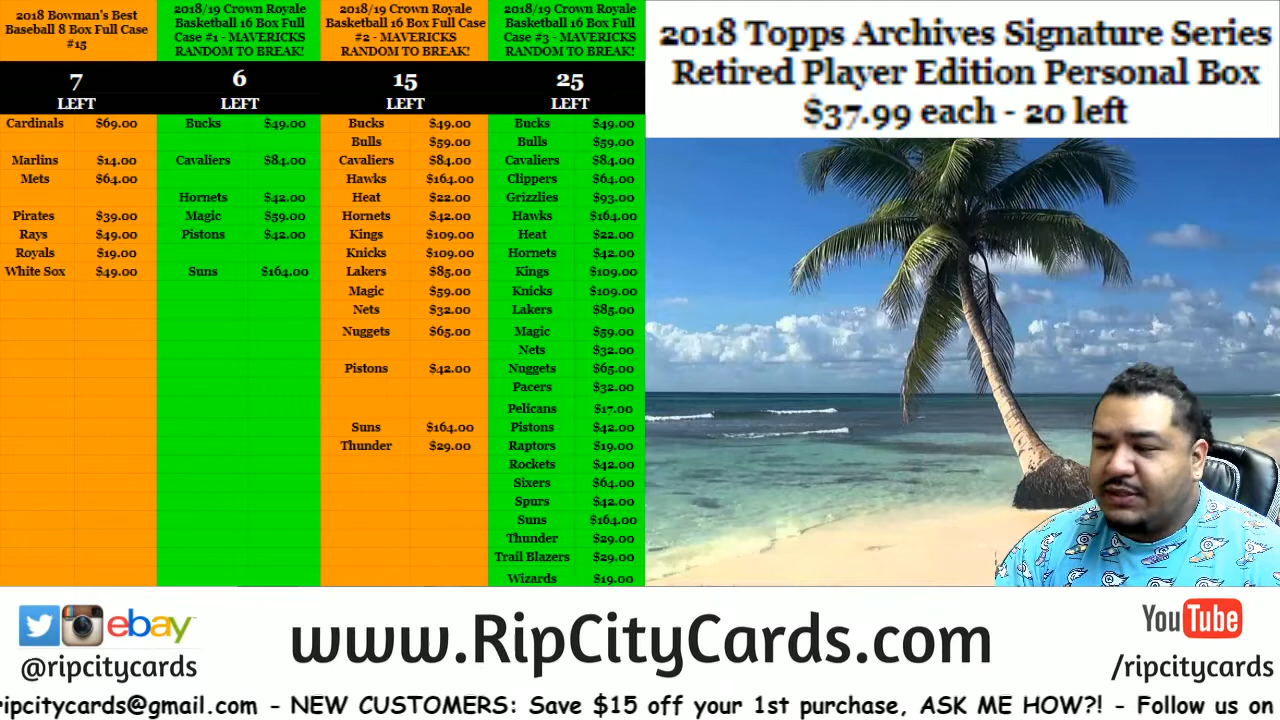 2018 Bowman's Best
Baseball 8 Box Full Case
#15
7
LEFT
Cardinals $69.00
Marlins $14.00
Mets $64.00
Pirates $39.00
Rays $49.00
Royals $19.00
White Sox $49.00
2018/19 Crown Royale
Basketball 16 Box Full
Case #1 - MAVERICKS
RANDOM TO BREAK!
6
LEFT
Bucks $49.00
Cavaliers $84.00
Hornets $42.00
Magic $59.00
Pistons $42.00
Suns $164.00
2018/19 Crown Royale
Basketball 16 Box Full Case
#2 - MAVERICKS
RANDOM TO BREAK!
15
LEFT
Bucks $49.00
Bulls $59.00
Cavaliers $84.00
Hawks $164.00
Heat $22.00
Hornets $42.00
Kings $109.00
Knicks $109.00
Lakers $85.00
Magic $59.00
Nets $32.00
Nuggets $65.00
Pistons $42.00
Suns $164.00
Thunder $29.00
2018/19 Crown Royale
Basketball 16 Box Full
Case #3 - MAVERICKS
RANDOM TO BREAK!
25
LEFT
Bucks $49.00
Bulls $59.00
Cavaliers $84.00
Clippers $64.00
Grizzlies $93.00
Hawks $164.00
Heat $22.00
Hornets $42.00
Kings $109.00
Knicks $109.00
Lakers $85.00
Magic $59.00
Nets $32.00
Nuggets $65.00
Pacers $32.00
Pelicans $17.00
Pistons $42.00
Raptors $19.00
Rockets $42.00
Sixers $64.00
Spurs $42.00
Suns $164.00
Thunder $29.00
Trail Blazers $29.00
Wizards $19.00
2018 Topps Archives Signature Series
Retired Player Edition Personal Box
$37.99 each - 20 left
ebay
@ripcitycards
www.RipCityCards.com
YouTube
/ripcitycards
ripcitycards@gmail.com - NEW CUSTOMERS: Save $15 off your 1st purchase, ASK ME HOW?! - Follow us on